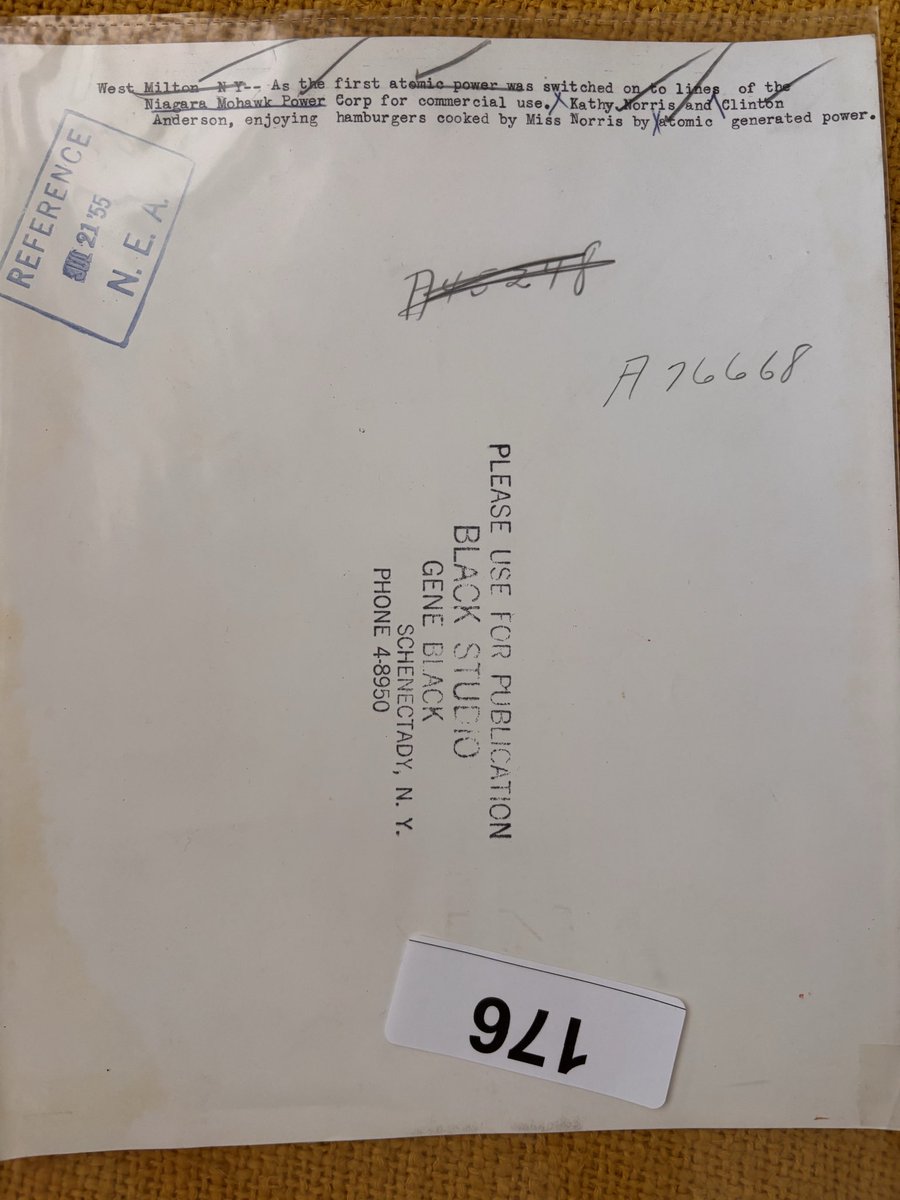 West Milton N Y-- As the first atomic power was switched on to lines of the
Niagara Mohawk Power Corp for commercial use. Kathy Norris and Clinton
Anderson, enjoying hamburgers cooked by Miss Norris by atomic generated power.
REFERENCE
21 '55
N. E. A.
A45248
A76668
PLEASE USE FOR PUBLICATION
BLACK STUDIO
GENE BLACK
SCHENECTADY, N. Y.
PHONE 4-8950
176